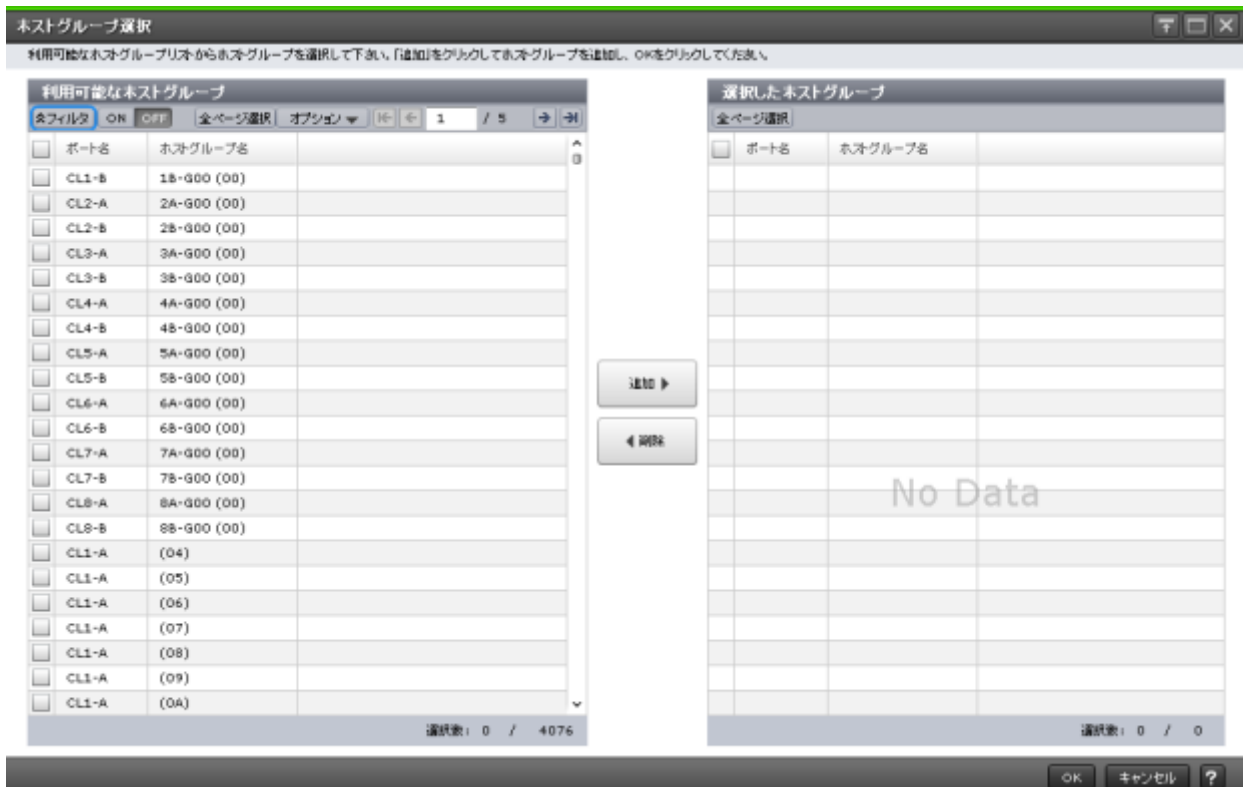 ホストグループ選択
利用可能なホストグループリストからホストグループを選択して下さい。「追加」をクリックしてホストグループを追加し、OKをクリックしてください。
利用可能なホストグループ
☆フィルタ ON OFF 全ページ選択 オプション 1 / 5
ポート名 ホストグループ名
CL1-B 1B-G00 (00)
CL2-A 2A-G00 (00)
CL2-B 2B-G00 (00)
CL3-A 3A-G00 (00)
CL3-B 3B-G00 (00)
CL4-A 4A-G00 (00)
CL4-B 4B-G00 (00)
CL5-A 5A-G00 (00)
CL5-B 5B-G00 (00)
CL6-A 6A-G00 (00)
CL6-B 6B-G00 (00)
CL7-A 7A-G00 (00)
CL7-B 7B-G00 (00)
CL8-A 8A-G00 (00)
CL8-B 8B-G00 (00)
CL1-A (04)
CL1-A (05)
CL1-A (06)
CL1-A (07)
CL1-A (08)
CL1-A (09)
CL1-A (0A)
選択数: 0 / 4076
追加
削除
選択したホストグループ
全ページ選択
ポート名 ホストグループ名
No Data
選択数: 0 / 0
OK キャンセル ?